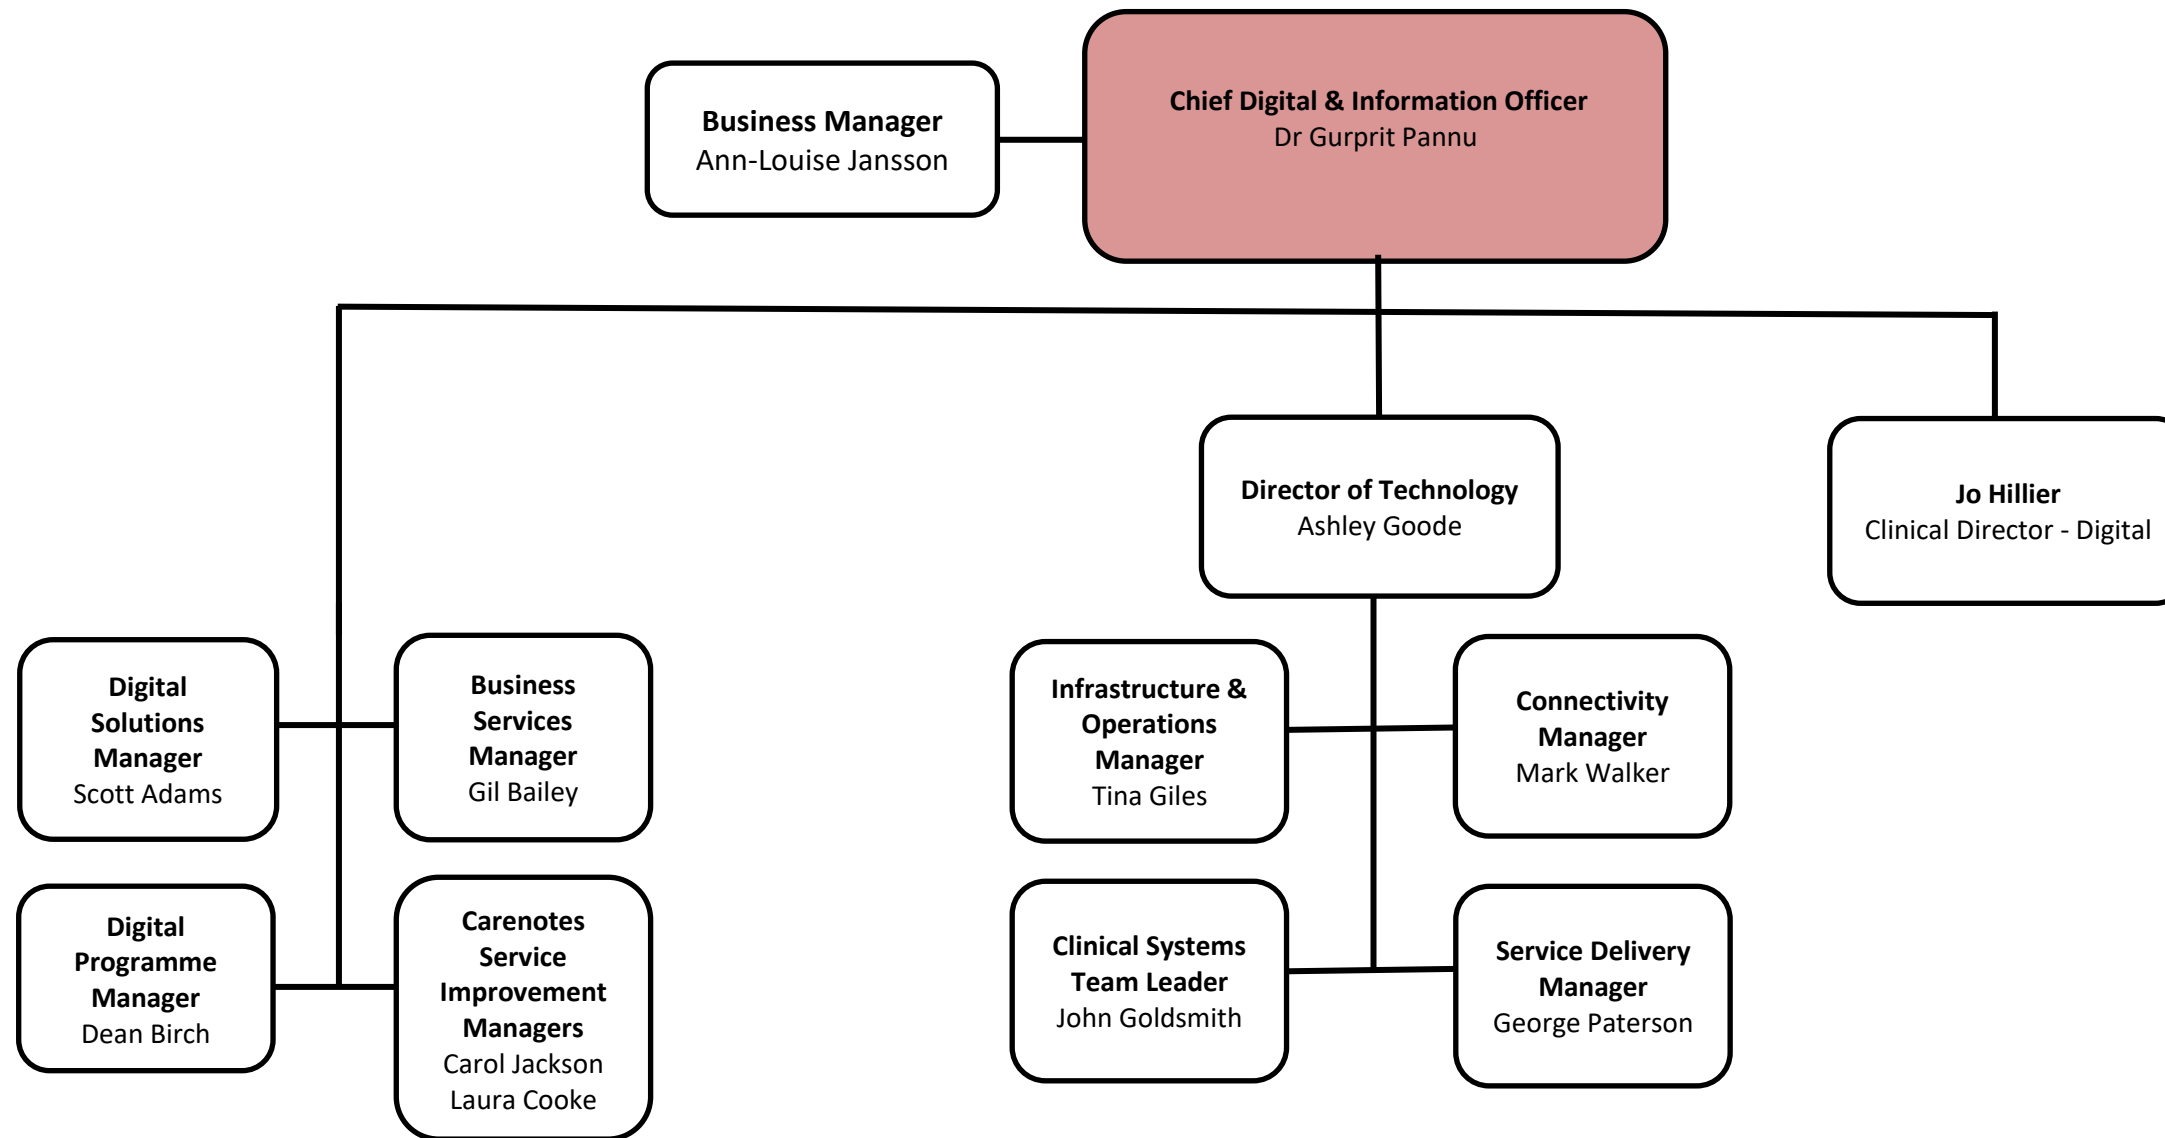 Chief Digital & Information Officer
Dr Gurprit Pannu
Business Manager
Ann-Louise Jansson
Director of Technology
Ashley Goode
Jo Hillier
Clinical Director - Digital
Digital
Solutions
Manager
Scott Adams
Business
Services
Manager
Gil Bailey
Infrastructure &
Operations
Manager
Tina Giles
Connectivity
Manager
Mark Walker
Digital
Programme
Manager
Dean Birch
Carenotes
Service
Improvement
Managers
Carol Jackson
Laura Cooke
Clinical Systems
Team Leader
John Goldsmith
Service Delivery
Manager
George Paterson